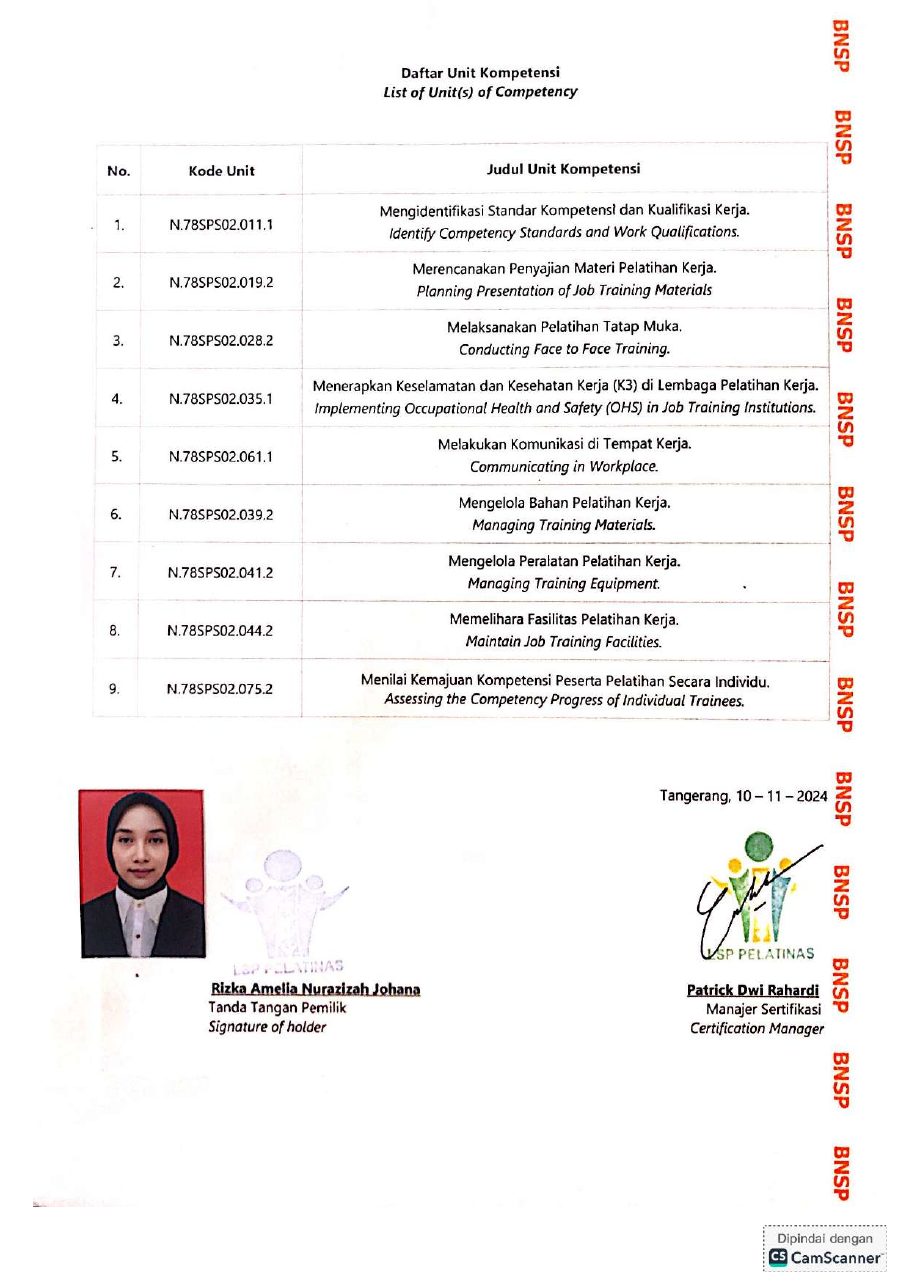 Daftar Unit Kompetensi
List of Unit(s) of Competency
No. Kode Unit Judul Unit Kompetensi
1. N.78SPS02.011.1 Mengidentifikasi Standar Kompetensi dan Kualifikasi Kerja.
Identify Competency Standards and Work Qualifications.
2. N.78SPS02.019.2 Merencanakan Penyajian Materi Pelatihan Kerja.
Planning Presentation of Job Training Materials
3. N.78SPS02.028.2 Melaksanakan Pelatihan Tatap Muka.
Conducting Face to Face Training.
4. N.78SPS02.035.1 Menerapkan Keselamatan dan Kesehatan Kerja (K3) di Lembaga Pelatihan Kerja.
Implementing Occupational Health and Safety (OHS) in Job Training Institutions.
5. N.78SPS02.061.1 Melakukan Komunikasi di Tempat Kerja.
Communicating in Workplace.
6. N.78SPS02.039.2 Mengelola Bahan Pelatihan Kerja.
Managing Training Materials.
7. N.78SPS02.041.2 Mengelola Peralatan Pelatihan Kerja.
Managing Training Equipment.
8. N.78SPS02.044.2 Memelihara Fasilitas Pelatihan Kerja.
Maintain Job Training Facilities.
9. N.78SPS02.075.2 Menilai Kemajuan Kompetensi Peserta Pelatihan Secara Individu.
Assessing the Competency Progress of Individual Trainees.
Tangerang, 10 – 11 – 2024
LSP PELATINAS
LSP PELATINAS
Rizka Amelia Nurazizah Johana
Tanda Tangan Pemilik
Signature of holder
Patrick Dwi Rahardi
Manajer Sertifikasi
Certification Manager
BNSP
BNSP
BNSP
BNSP
BNSP
BNSP
BNSP
BNSP
BNSP
BNSP
BNSP
BNSP
BNSP
Dipindai dengan
CS CamScanner